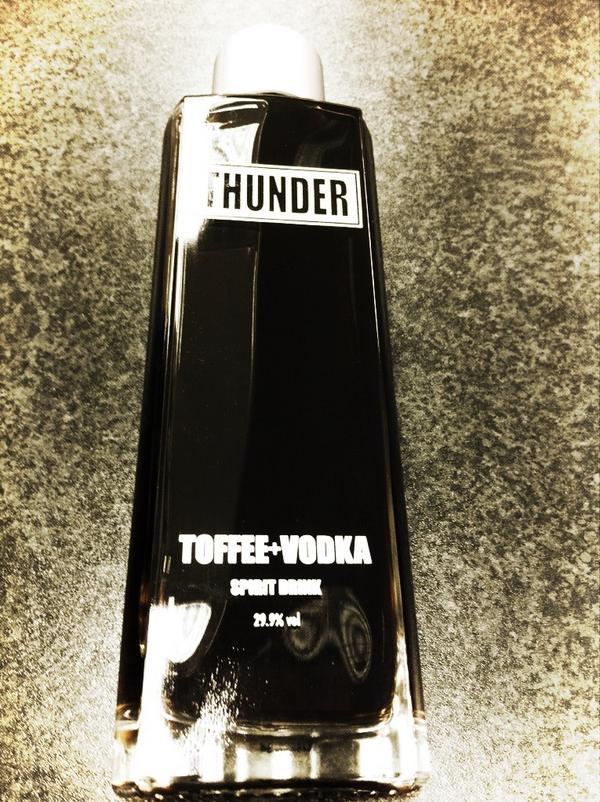 THUNDER
TOFFEE+VODKA
SPIRIT DRINK
29.9% vol